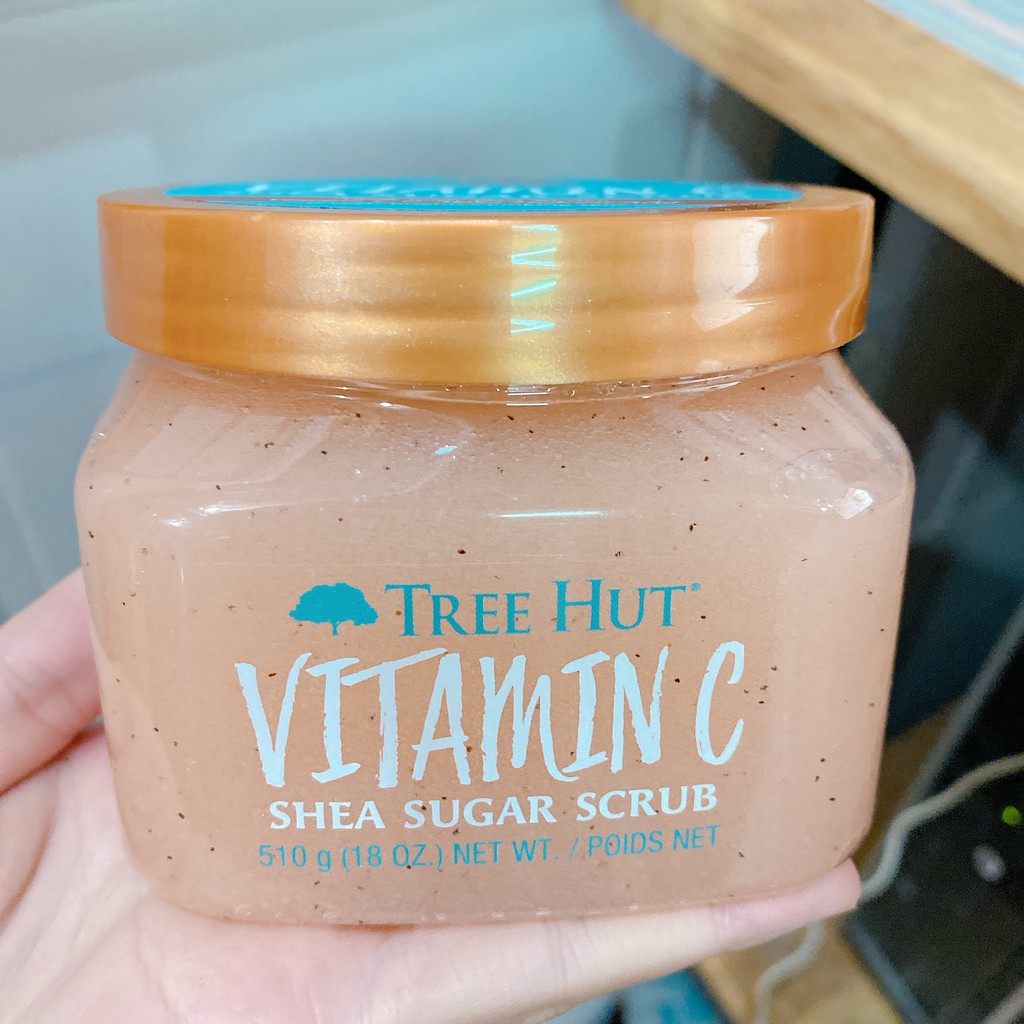 TREE HUT®
VITAMIN C
SHEA SUGAR SCRUB
510 g (18 OZ.) NET WT. / POIDS NET